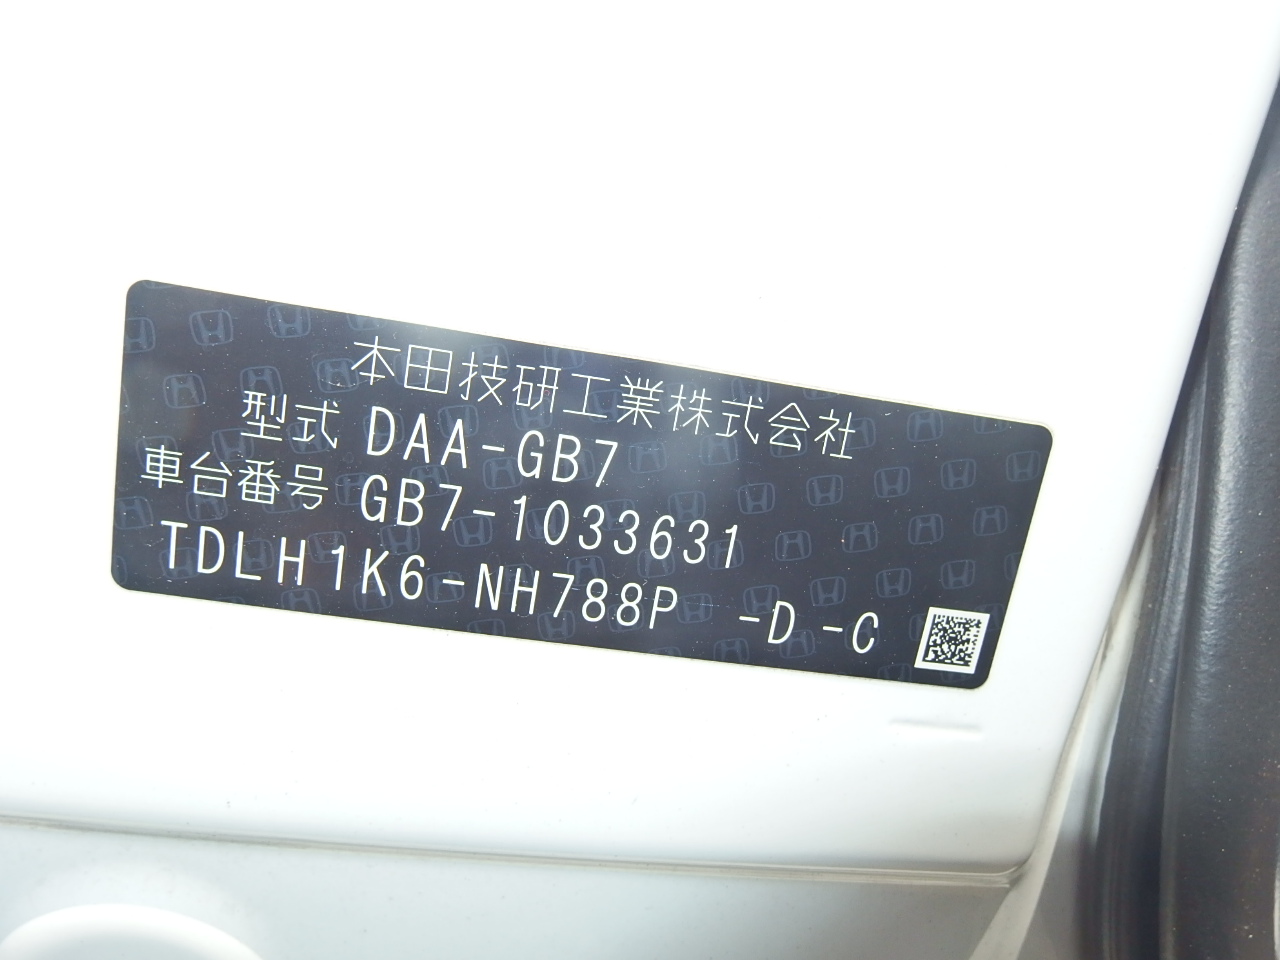 本田技研工業株式会社
型式 DAA-GB7
車台番号 GB7-1033631
TDLH1K6-NH788P -D -C